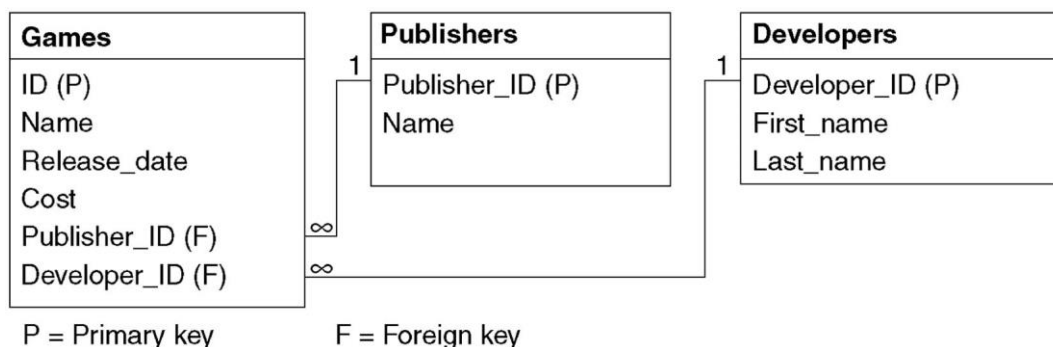 Games
ID (P)
Name
Release_date
Cost
Publisher_ID (F)
Developer_ID (F)
∞
∞
1
Publishers
Publisher_ID (P)
Name
1
Developers
Developer_ID (P)
First_name
Last_name
P = Primary key
F = Foreign key